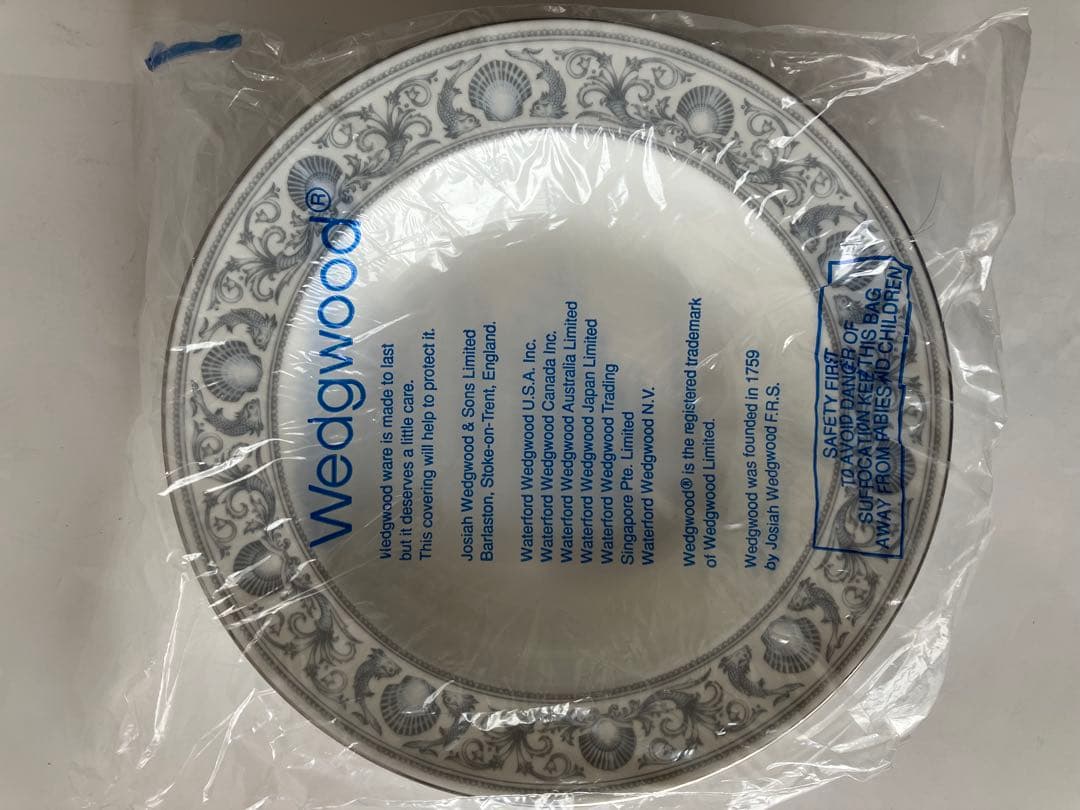 Wedgwood®
Wedgwood ware is made to last
but it deserves a little care.
This covering will help to protect it.
Josiah Wedgwood & Sons Limited
Barlaston, Stoke-on-Trent, England.
Waterford Wedgwood U.S.A. Inc.
Waterford Wedgwood Canada Inc.
Waterford Wedgwood Australia Limited
Waterford Wedgwood Japan Limited
Waterford Wedgwood Trading
Singapore Pte. Limited
Waterford Wedgwood N.V.
Wedgwood® is the registered trademark
of Wedgwood Limited.
Wedgwood was founded in 1759
by Josiah Wedgwood F.R.S.
SAFETY FIRST
TO AVOID DANGER OF
SUFFOCATION KEEP THIS BAG
AWAY FROM BABIES AND CHILDREN